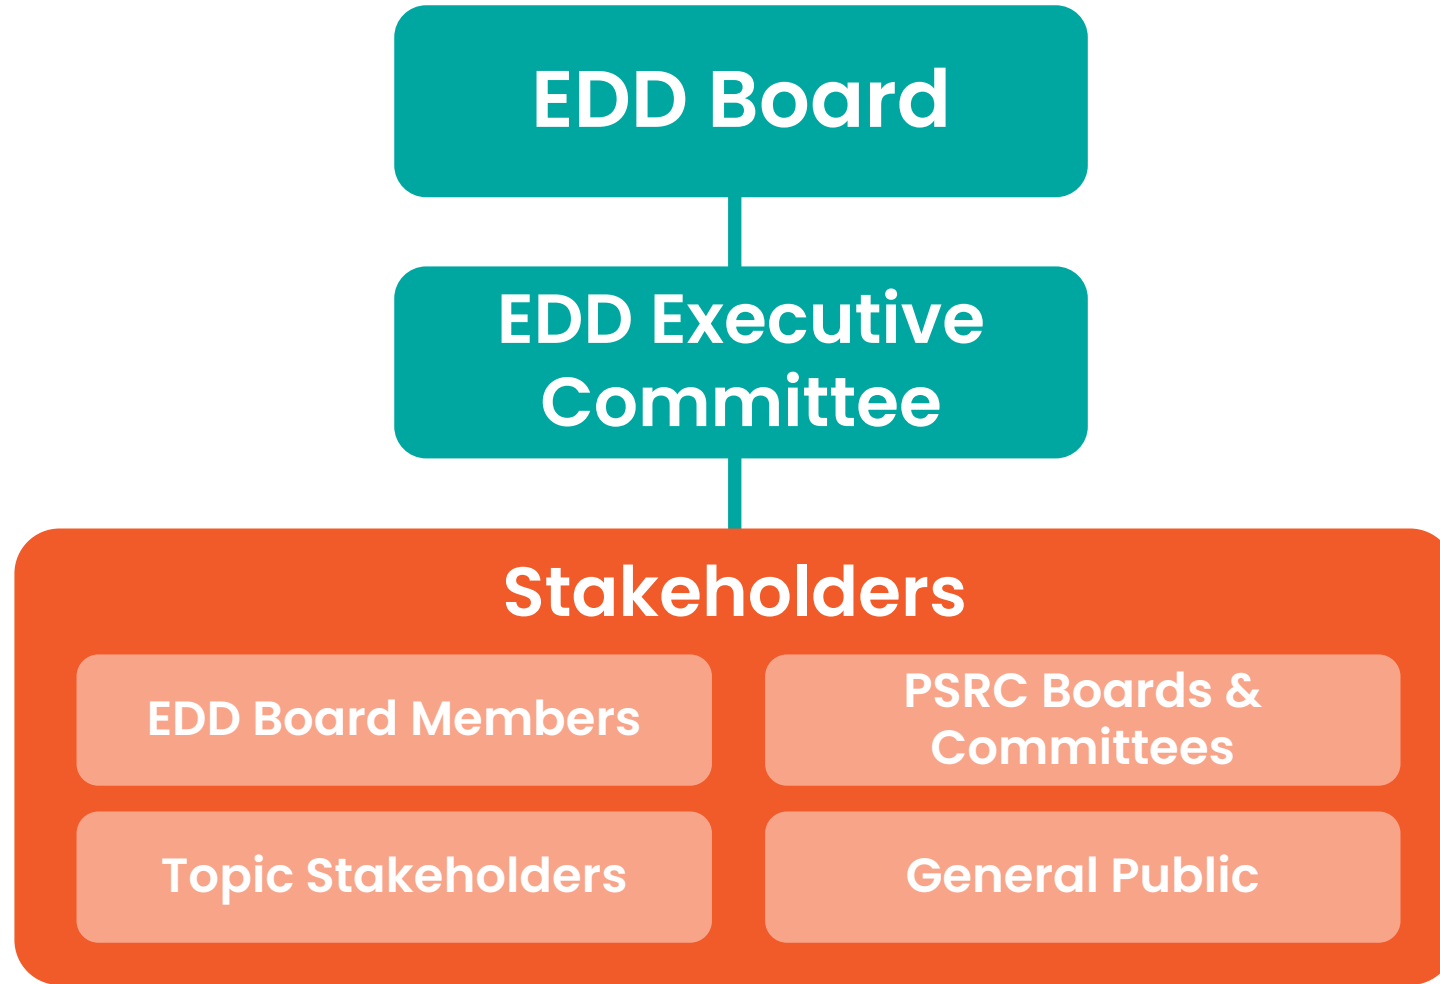 EDD Board
EDD Executive
Committee
Stakeholders
EDD Board Members
PSRC Boards &
Committees
Topic Stakeholders
General Public